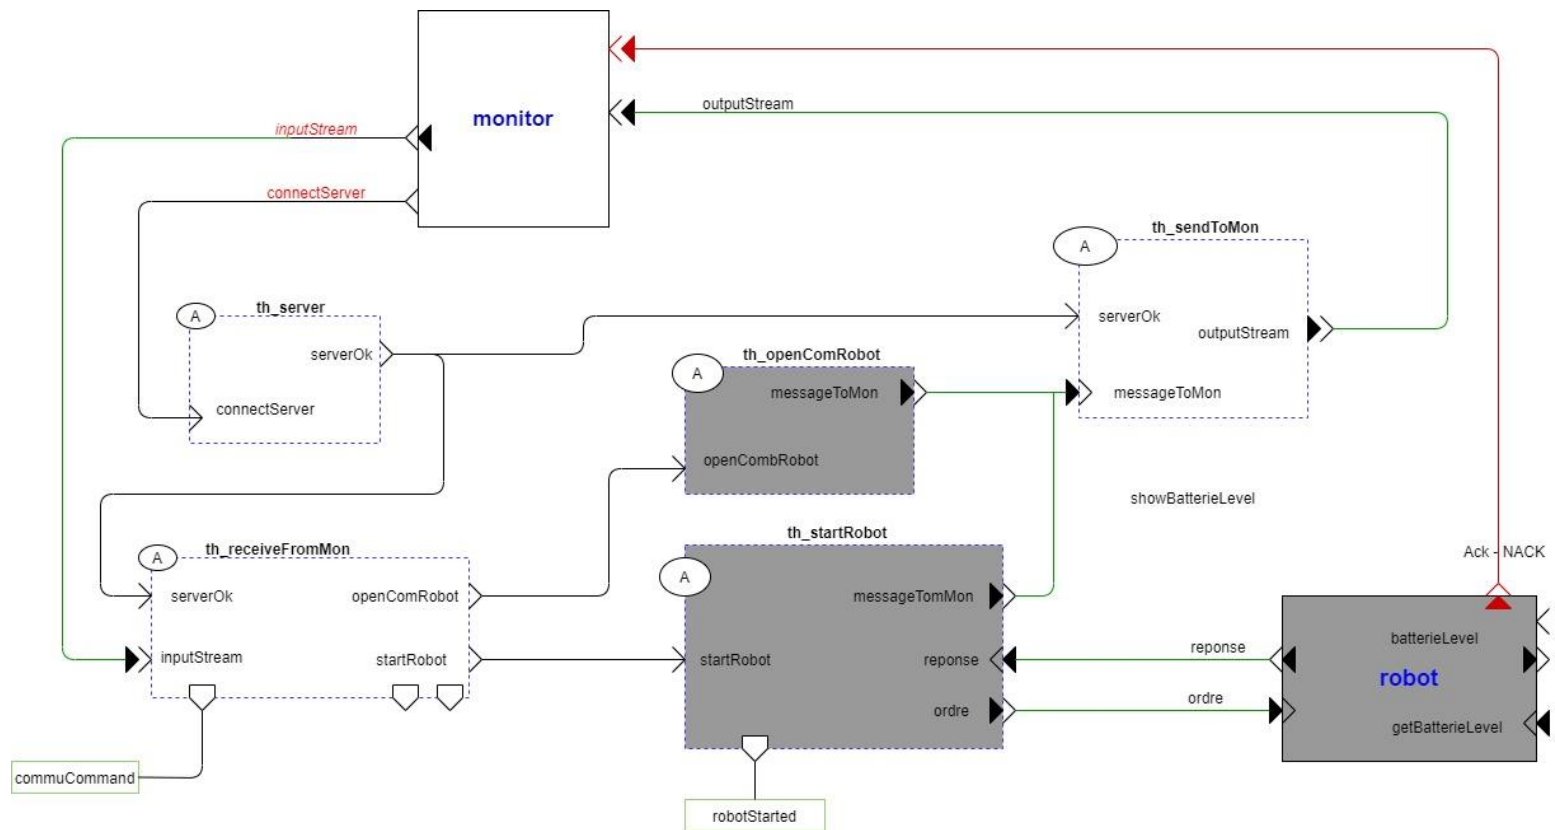 monitor
outputStream
inputStream
connectServer
th_sendToMon
A
serverOk
outputStream
messageToMon
th_server
A
serverOk
connectServer
th_openComRobot
A
messageToMon
openCombRobot
showBatterieLevel
th_receiveFromMon
A
serverOk
openComRobot
inputStream
startRobot
th_startRobot
A
messageTomMon
startRobot
reponse
ordre
reponse
ordre
Ack - NACK
batterieLevel
robot
getBatterieLevel
commuCommand
robotStarted